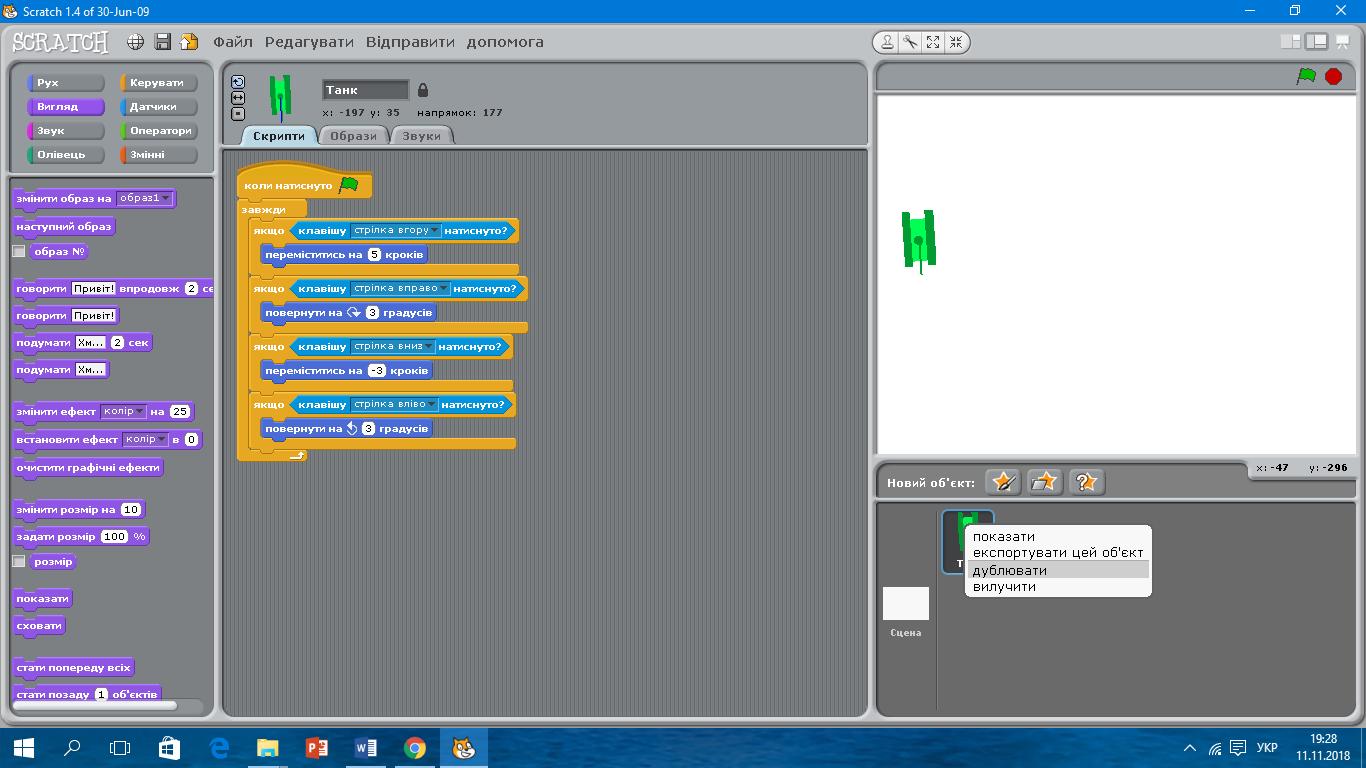 Scratch 1.4 of 30-Jun-09
SCRATCH
Файл Редагувати Відправити допомога
Рух Керувати
Вигляд Датчики
Звук Оператори
Олівець Змінні
змінити образ на образ1
наступний образ
образ №
говорити Привіт! впродовж 2 се
говорити Привіт!
подумати Хм... 2 сек
подумати Хм...
змінити ефект колір на 25
встановити ефект колір в 0
очистити графічні ефекти
змінити розмір на 10
задати розмір 100 %
розмір
показати
сховати
стати попереду всіх
стати позаду 1 об'єктів
Танк
x: -197 y: 35 напрямок: 177
Скрипти Образи Звуки
коли натиснуто
завжди
якщо клавішу стрілка вгору натиснуто?
переміститись на 5 кроків
якщо клавішу стрілка вправо натиснуто?
повернути на 3 градусів
якщо клавішу стрілка вниз натиснуто?
переміститись на -3 кроків
якщо клавішу стрілка вліво натиснуто?
повернути на 3 градусів
x: -47 y: -296
Новий об'єкт:
Т
показати
експортувати цей об'єкт
дублювати
вилучити
Сцена
УКР
19:28
11.11.2018